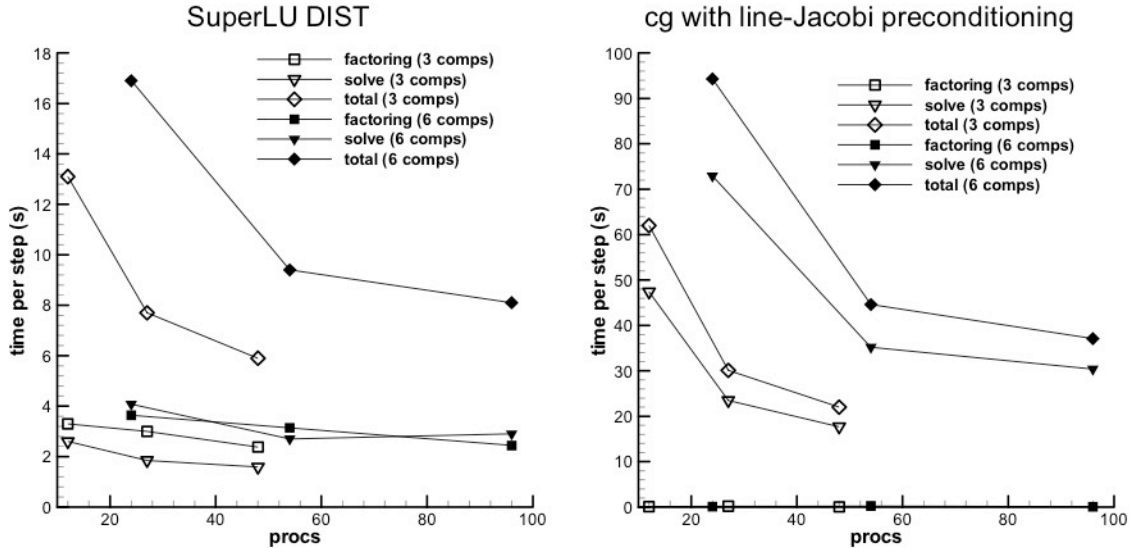 SuperLU DIST
18
16
14
12
10
8
6
4
2
0
time per step (s)
factoring (3 comps)
solve (3 comps)
total (3 comps)
factoring (6 comps)
solve (6 comps)
total (6 comps)
20
40
60
80
100
procs
cg with line-Jacobi preconditioning
100
90
80
70
60
50
40
30
20
10
0
time per step (s)
factoring (3 comps)
solve (3 comps)
total (3 comps)
factoring (6 comps)
solve (6 comps)
total (6 comps)
20
40
60
80
100
procs